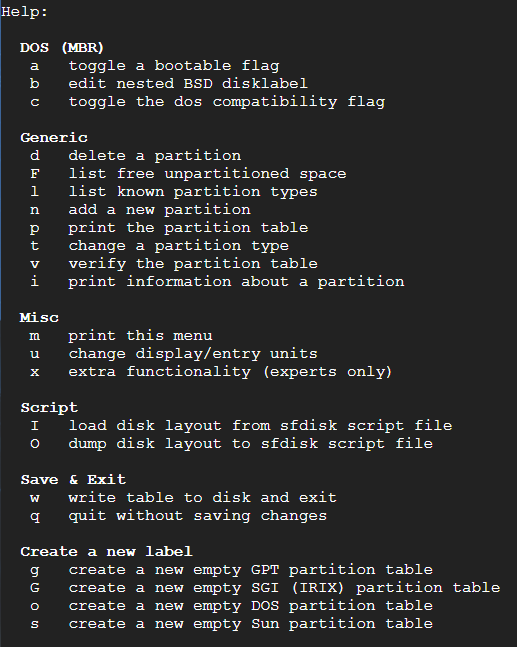 Help:
DOS (MBR)
a   toggle a bootable flag
b   edit nested BSD disklabel
c   toggle the dos compatibility flag
Generic
d   delete a partition
F   list free unpartitioned space
l   list known partition types
n   add a new partition
p   print the partition table
t   change a partition type
v   verify the partition table
i   print information about a partition
Misc
m   print this menu
u   change display/entry units
x   extra functionality (experts only)
Script
I   load disk layout from sfdisk script file
O   dump disk layout to sfdisk script file
Save & Exit
w   write table to disk and exit
q   quit without saving changes
Create a new label
g   create a new empty GPT partition table
G   create a new empty SGI (IRIX) partition table
o   create a new empty DOS partition table
s   create a new empty Sun partition table